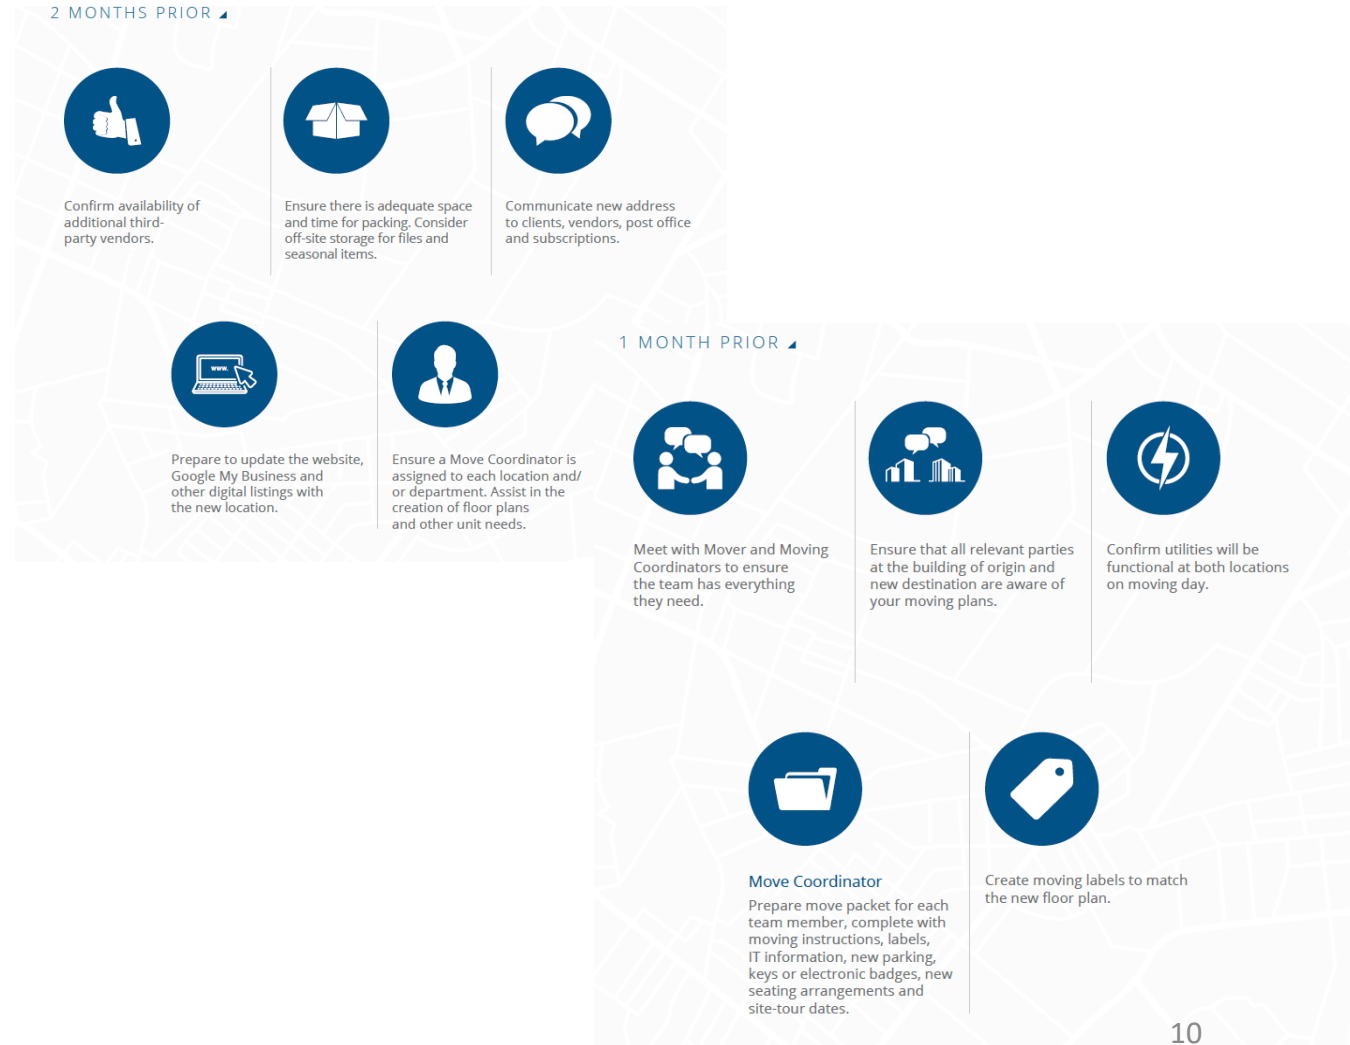 2 MONTHS PRIOR
Confirm availability of
additional third-
party vendors.
Ensure there is adequate space
and time for packing. Consider
off-site storage for files and
seasonal items.
Communicate new address
to clients, vendors, post office
and subscriptions.
www.
Prepare to update the website,
Google My Business and
other digital listings with
the new location.
Ensure a Move Coordinator is
assigned to each location and/
or department. Assist in the
creation of floor plans
and other unit needs.
1 MONTH PRIOR
Meet with Mover and Moving
Coordinators to ensure
the team has everything
they need.
Ensure that all relevant parties
at the building of origin and
new destination are aware of
your moving plans.
Confirm utilities will be
functional at both locations
on moving day.
Move Coordinator
Prepare move packet for each
team member, complete with
moving instructions, labels,
IT information, new parking,
keys or electronic badges, new
seating arrangements and
site-tour dates.
Create moving labels to match
the new floor plan.
10